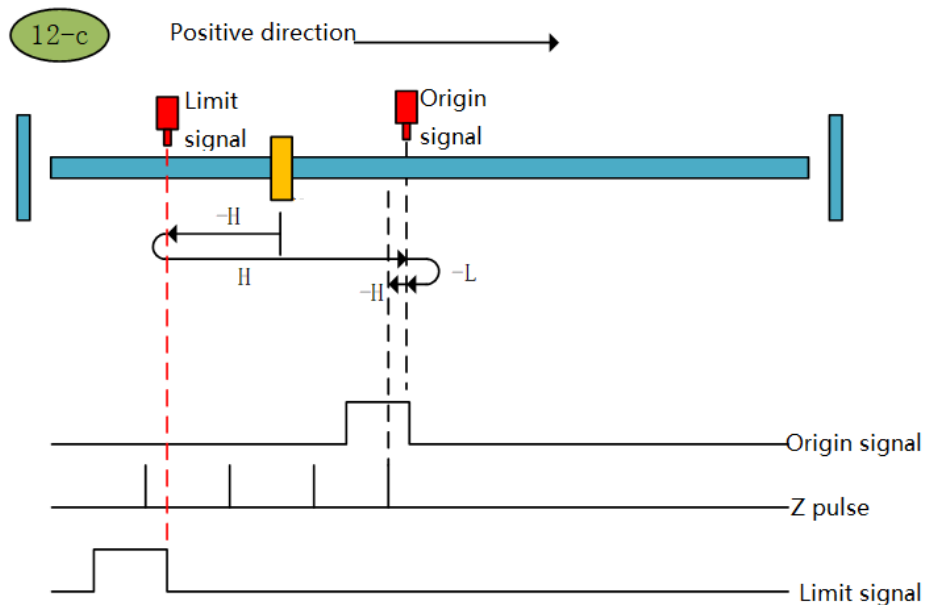 12-c
Positive direction
Limit
signal
Origin
signal
-H
H
-L
-H
Origin signal
Z pulse
Limit signal